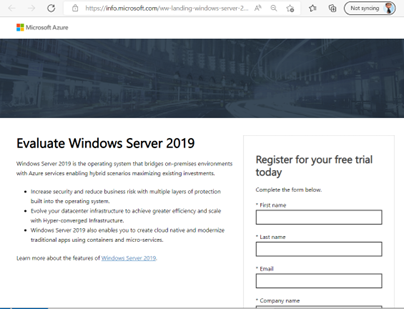 https://info.microsoft.com/ww-landing-windows-server-2...
Not syncing
Microsoft Azure
Evaluate Windows Server 2019
Windows Server 2019 is the operating system that bridges on-premises environments
with Azure services enabling hybrid scenarios maximizing existing investments.
• Increase security and reduce business risk with multiple layers of protection
built into the operating system.
• Evolve your datacenter infrastructure to achieve greater efficiency and scale
with Hyper-converged Infrastructure.
• Windows Server 2019 also enables you to create cloud native and modernize
traditional apps using containers and micro-services.
Learn more about the features of Windows Server 2019.
Register for your free trial
today
Complete the form below.
* First name
* Last name
* Email
* Company name